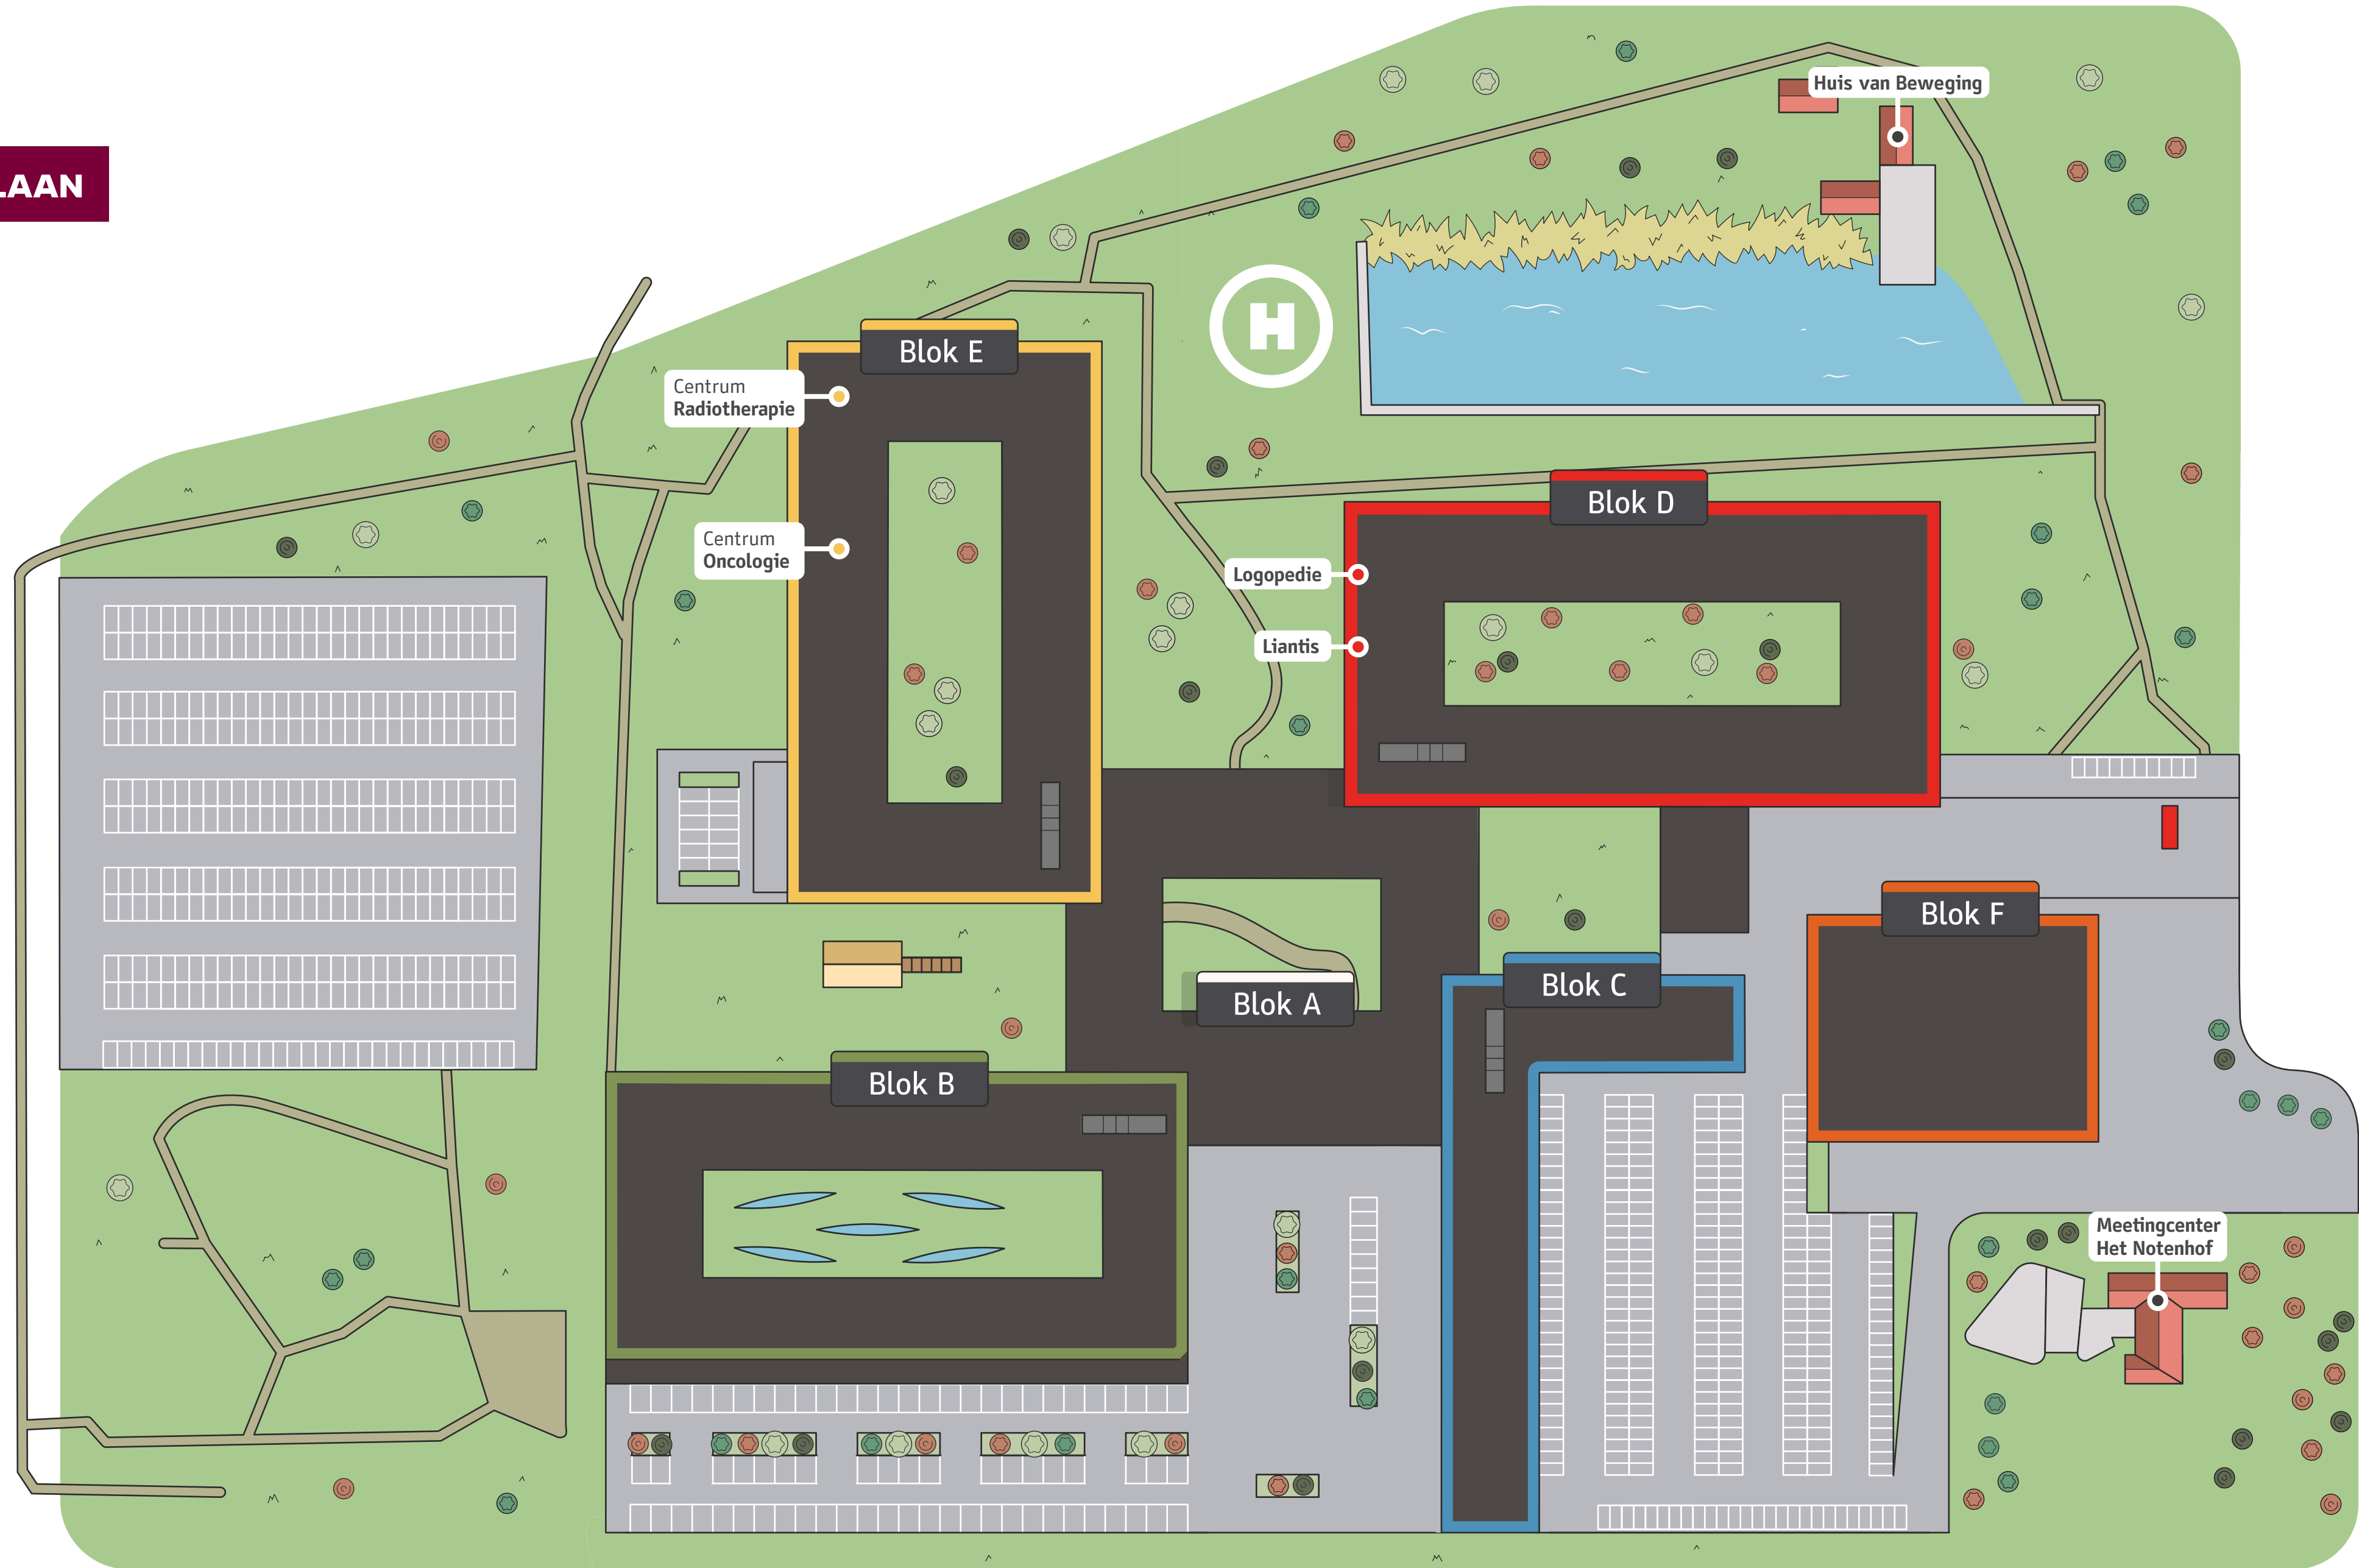 Huis van Beweging
LAAN
H
Blok E
Centrum
Radiotherapie
Blok D
Centrum
Oncologie
Logopedie
Liantis
Blok F
Blok C
Blok A
Blok B
Meetingcenter
Het Notenhof